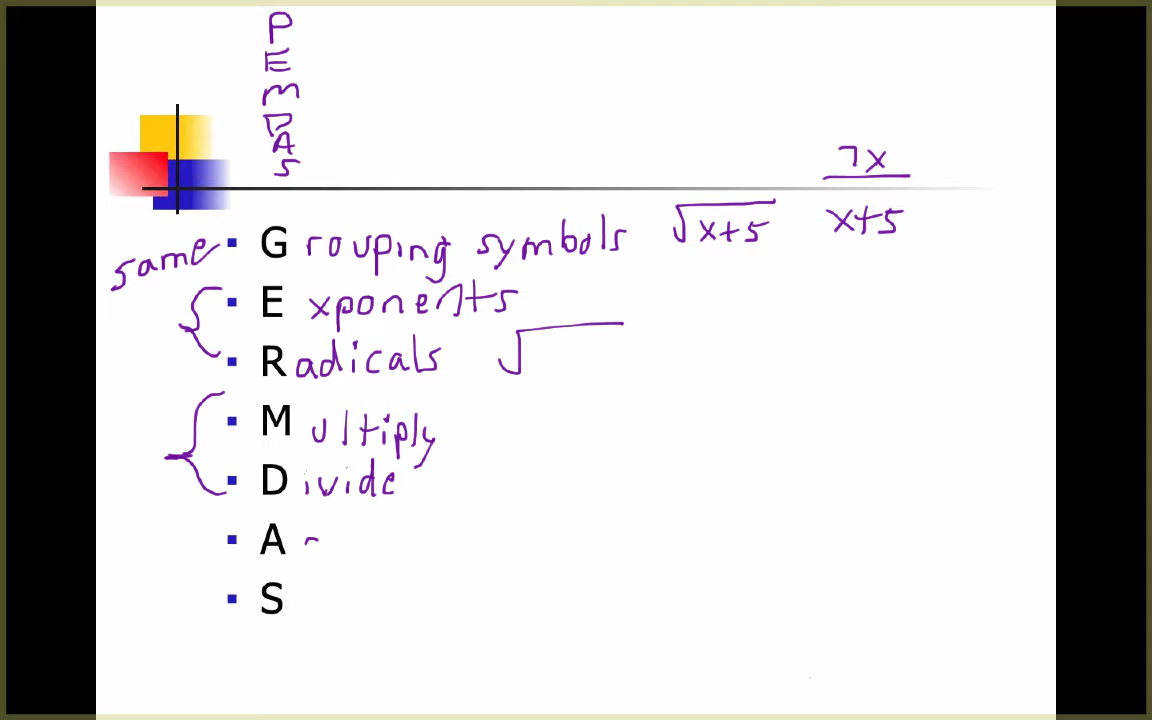 P
E
M
D
A
S
7x
x+5
Grouping symbols √x+5
same
Exponents
Radicals √
Multiply
Divide
A
S